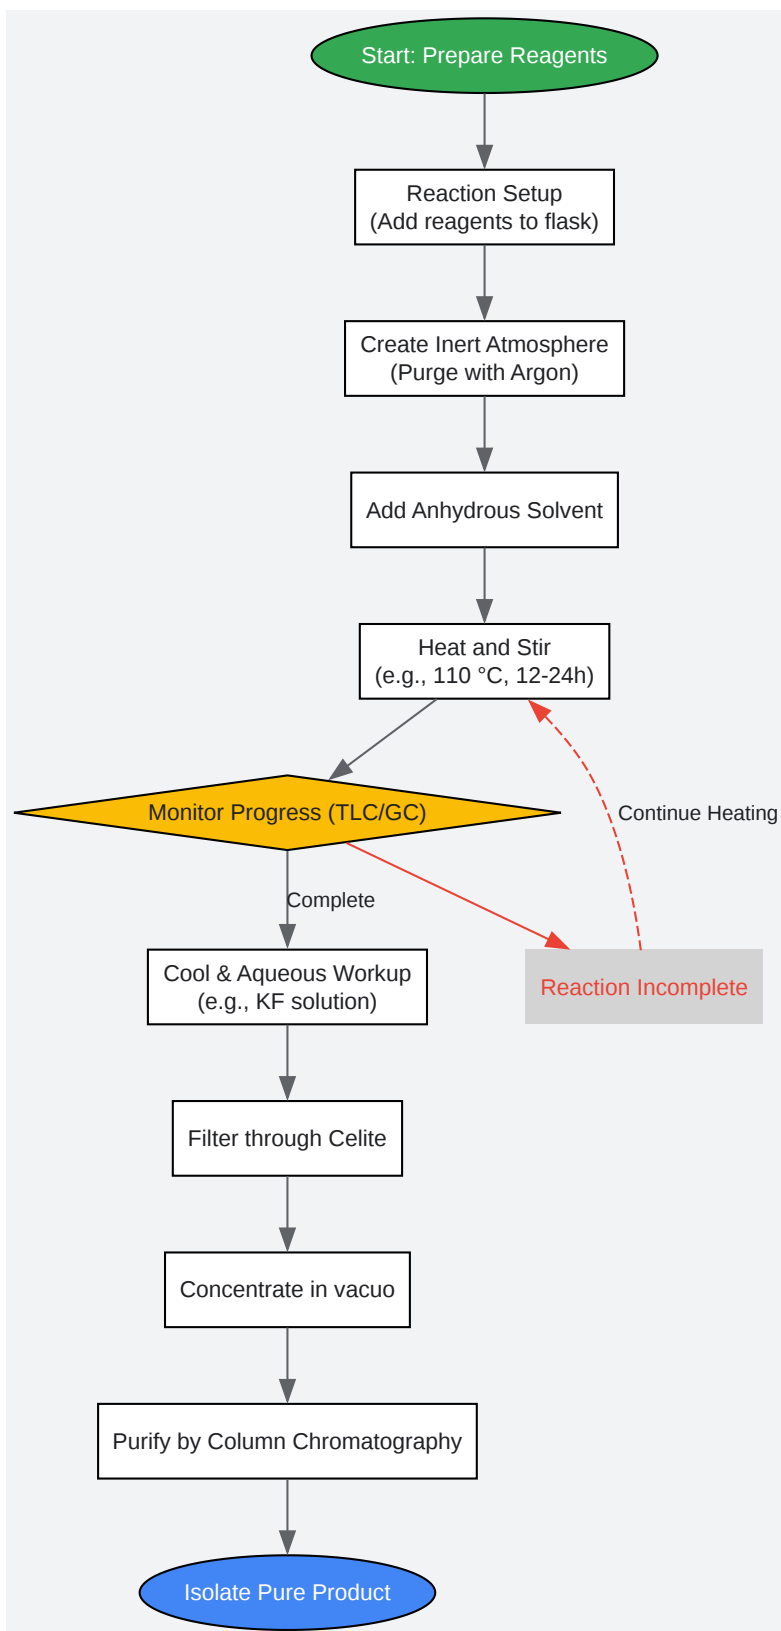 Start: Prepare Reagents
Reaction Setup
(Add reagents to flask)
Create Inert Atmosphere
(Purge with Argon)
Add Anhydrous Solvent
Heat and Stir
(e.g., 110 °C, 12-24h)
Monitor Progress (TLC/GC)
Continue Heating
Complete
Cool & Aqueous Workup
(e.g., KF solution)
Reaction Incomplete
Filter through Celite
Concentrate in vacuo
Purify by Column Chromatography
Isolate Pure Product